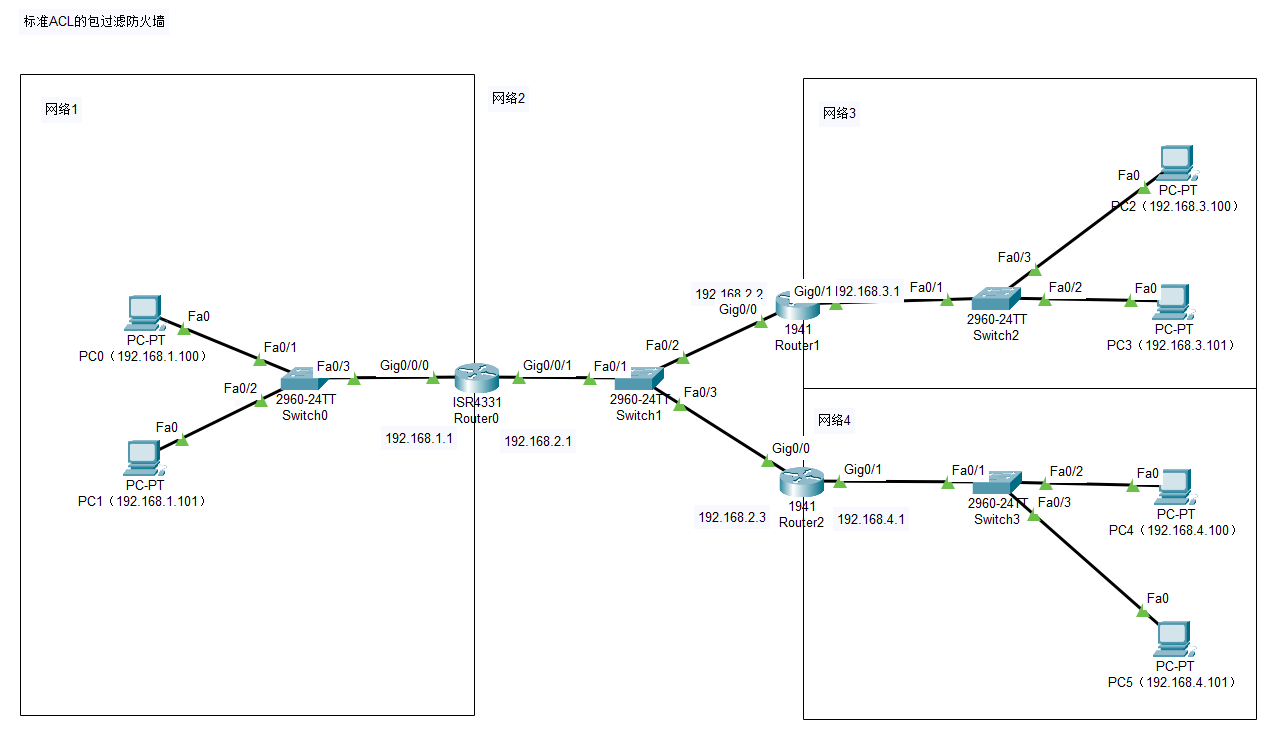 标准ACL的包过滤防火墙
网络1
网络2
网络3
Fa0
PC-PT
PC2（192.168.3.100）
Fa0/3
192.168.2.2
Gig0/1
192.168.3.1
Fa0/1
Fa0/2
Fa0
Gig0/0
1941
Router1
2960-24TT
Switch2
PC-PT
PC3（192.168.3.101）
Fa0
PC-PT
PC0（192.168.1.100）
Fa0/1
Fa0/3
Fa0/2
2960-24TT
Switch0
Gig0/0/0
ISR4331
Router0
Gig0/0/1
192.168.1.1
192.168.2.1
Fa0/1
Fa0/2
Fa0/3
2960-24TT
Switch1
Fa0
PC-PT
PC1（192.168.1.101）
网络4
Gig0/0
Gig0/1
1941
Router2
192.168.2.3
192.168.4.1
Fa0/1
Fa0/2
Fa0/3
2960-24TT
Switch3
Fa0
PC-PT
PC4（192.168.4.100）
Fa0
PC-PT
PC5（192.168.4.101）